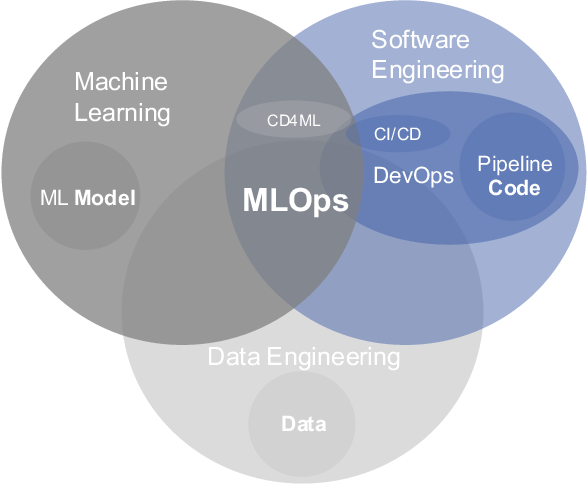 Software
Engineering
Machine
Learning
CD4ML
CI/CD
DevOps
Pipeline
Code
ML Model
MLOps
Data Engineering
Data